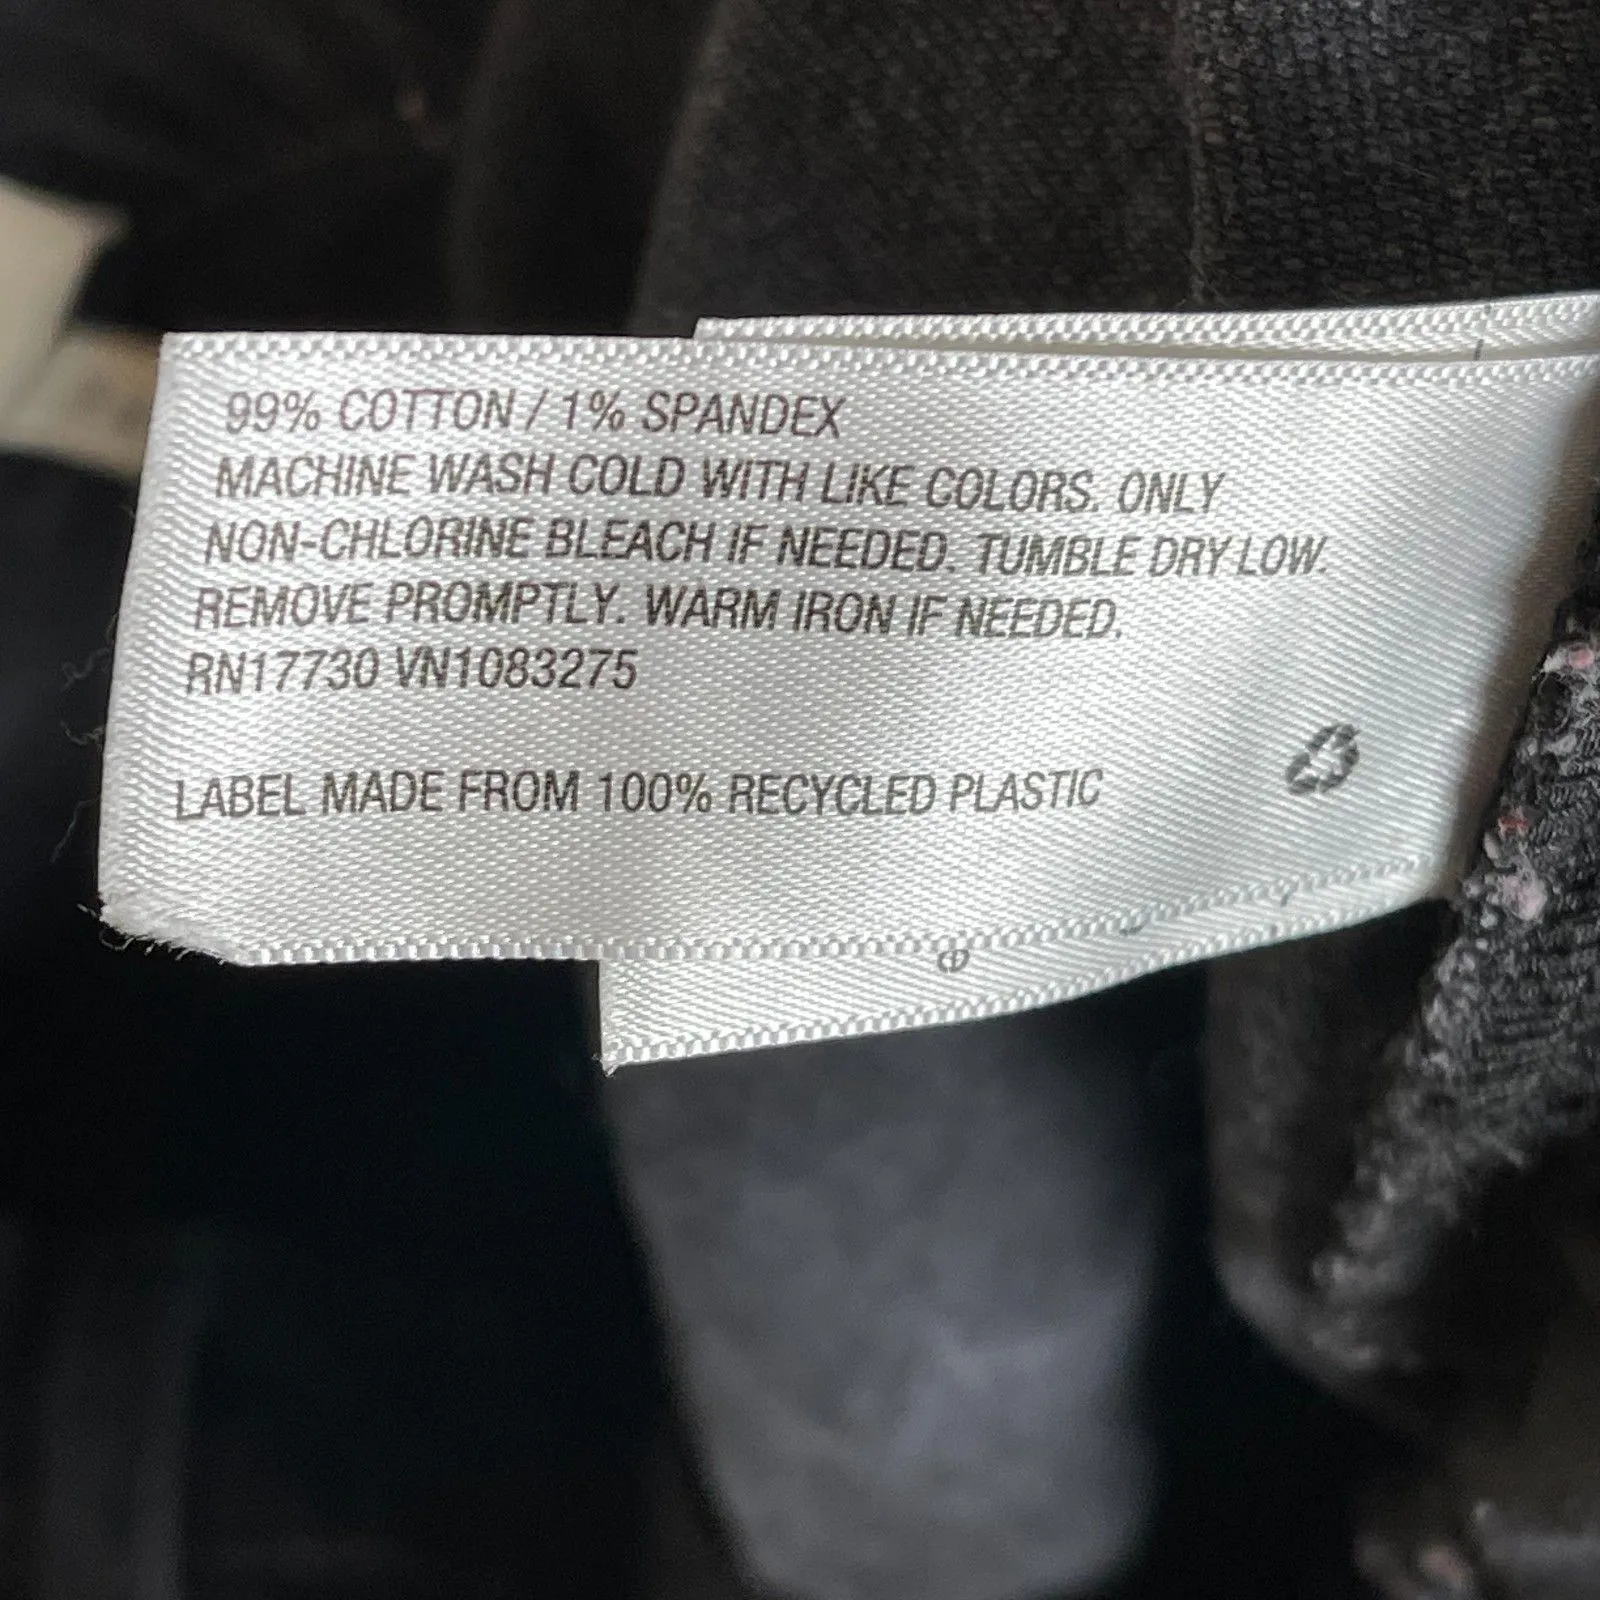 99% COTTON / 1% SPANDEX
MACHINE WASH COLD WITH LIKE COLORS. ONLY
NON-CHLORINE BLEACH IF NEEDED. TUMBLE DRY LOW.
REMOVE PROMPTLY. WARM IRON IF NEEDED.
RN17730 VN1083275
LABEL MADE FROM 100% RECYCLED PLASTIC